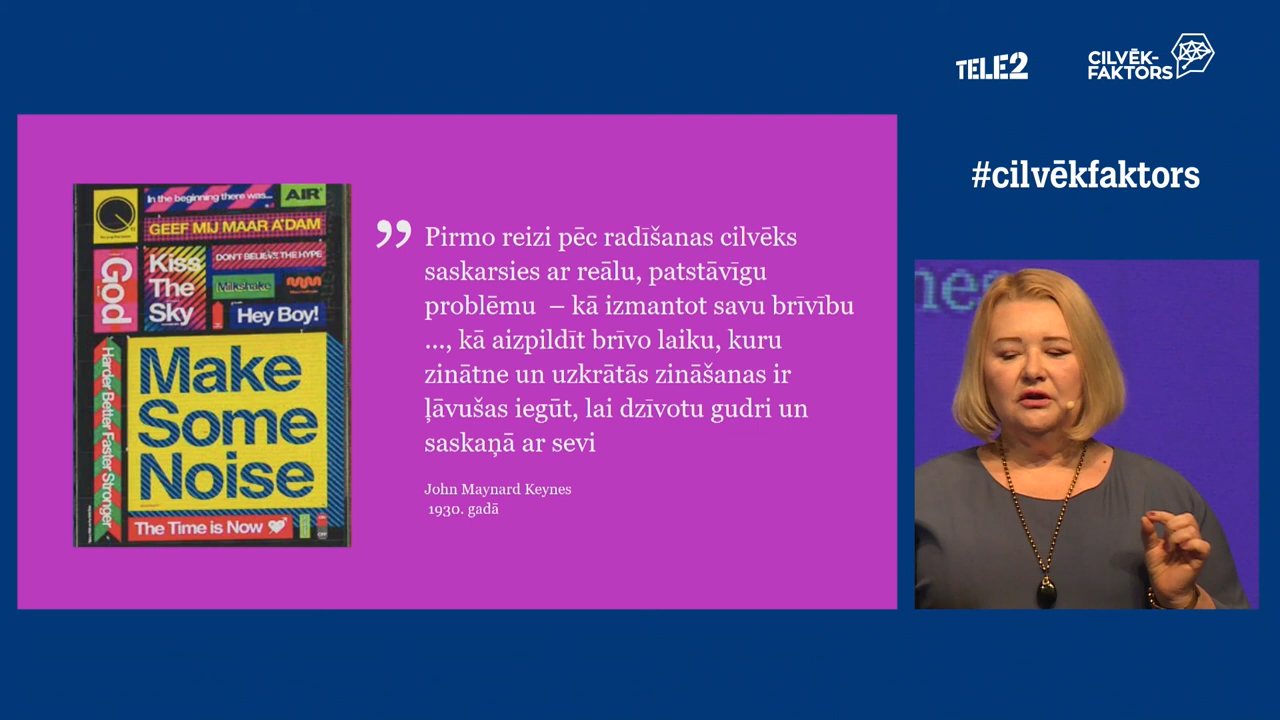 TELE2
CILVĒK-
FAKTORS
#cilvēkfaktors
In the beginning there was...
AIR
GEEF MIJ MAAR A'DAM
God
Kiss
The
Sky
DON'T BELIEVE THE HYPE
Milkshake
Hey Boy!
Harder Better Faster Stronger
Make
Some
Noise
The Time is Now
”
Pirmo reizi pēc radīšanas cilvēks
saskarsies ar reālu, patstāvīgu
problēmu – kā izmantot savu brīvību
..., kā aizpildīt brīvo laiku, kuru
zinātne un uzkrātās zināšanas ir
ļāvušas iegūt, lai dzīvotu gudri un
saskaņā ar sevi
John Maynard Keynes
1930. gadā
nes